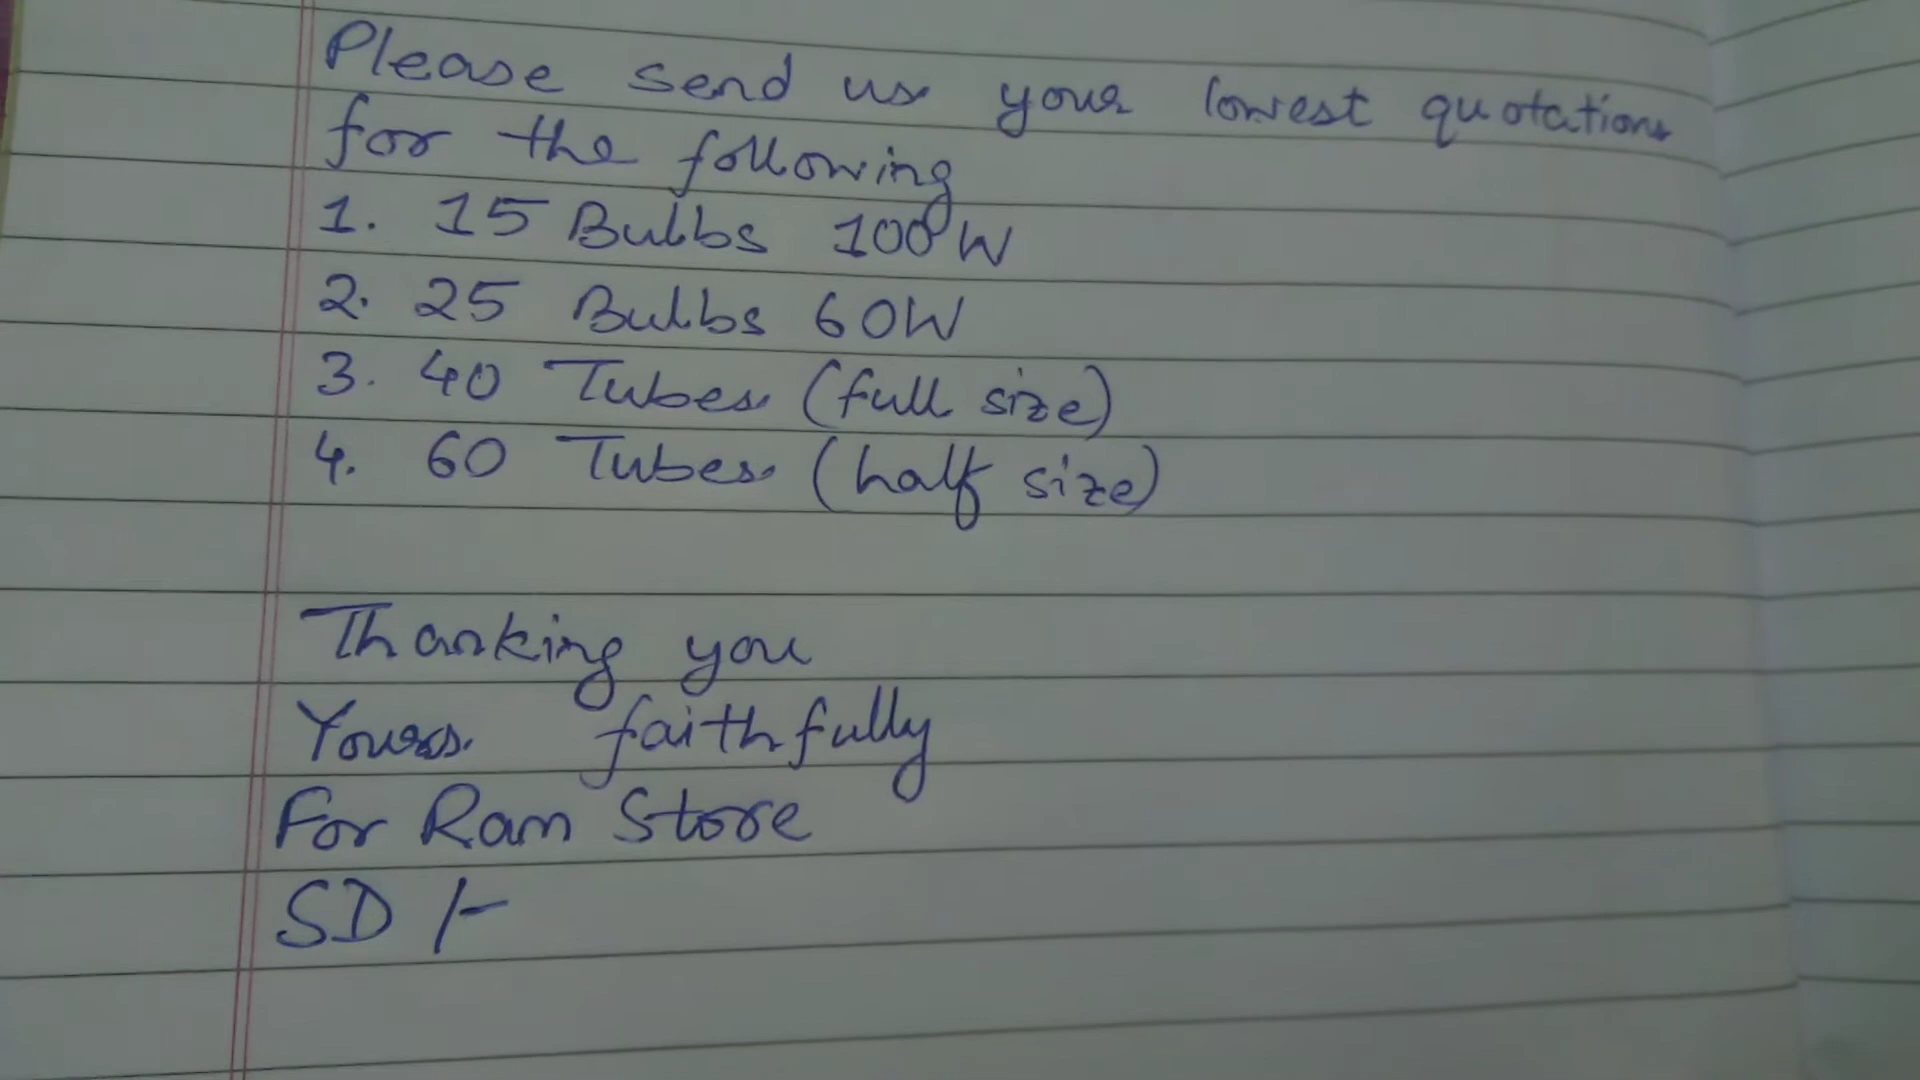 Please send us your lowest quotations
for the following
1. 15 Bulbs 100W
2. 25 Bulbs 60W
3. 40 Tubes (full size)
4. 60 Tubes (half size)
Thanking you
Yours faithfully
For Ram Store
SD /-